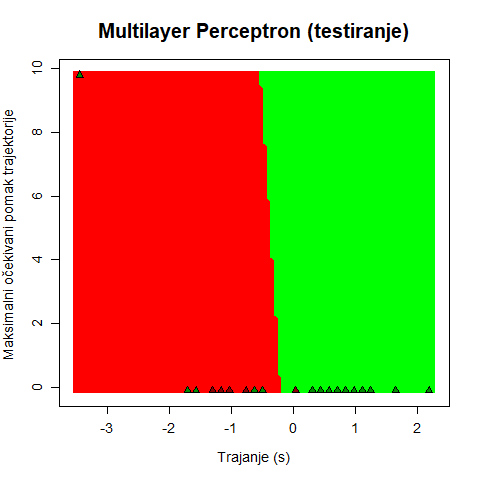 Multilayer Perceptron (testiranje)
Maksimalni očekivani pomak trajektorije
10
8
6
4
2
0
-3 -2 -1 0 1 2
Trajanje (s)